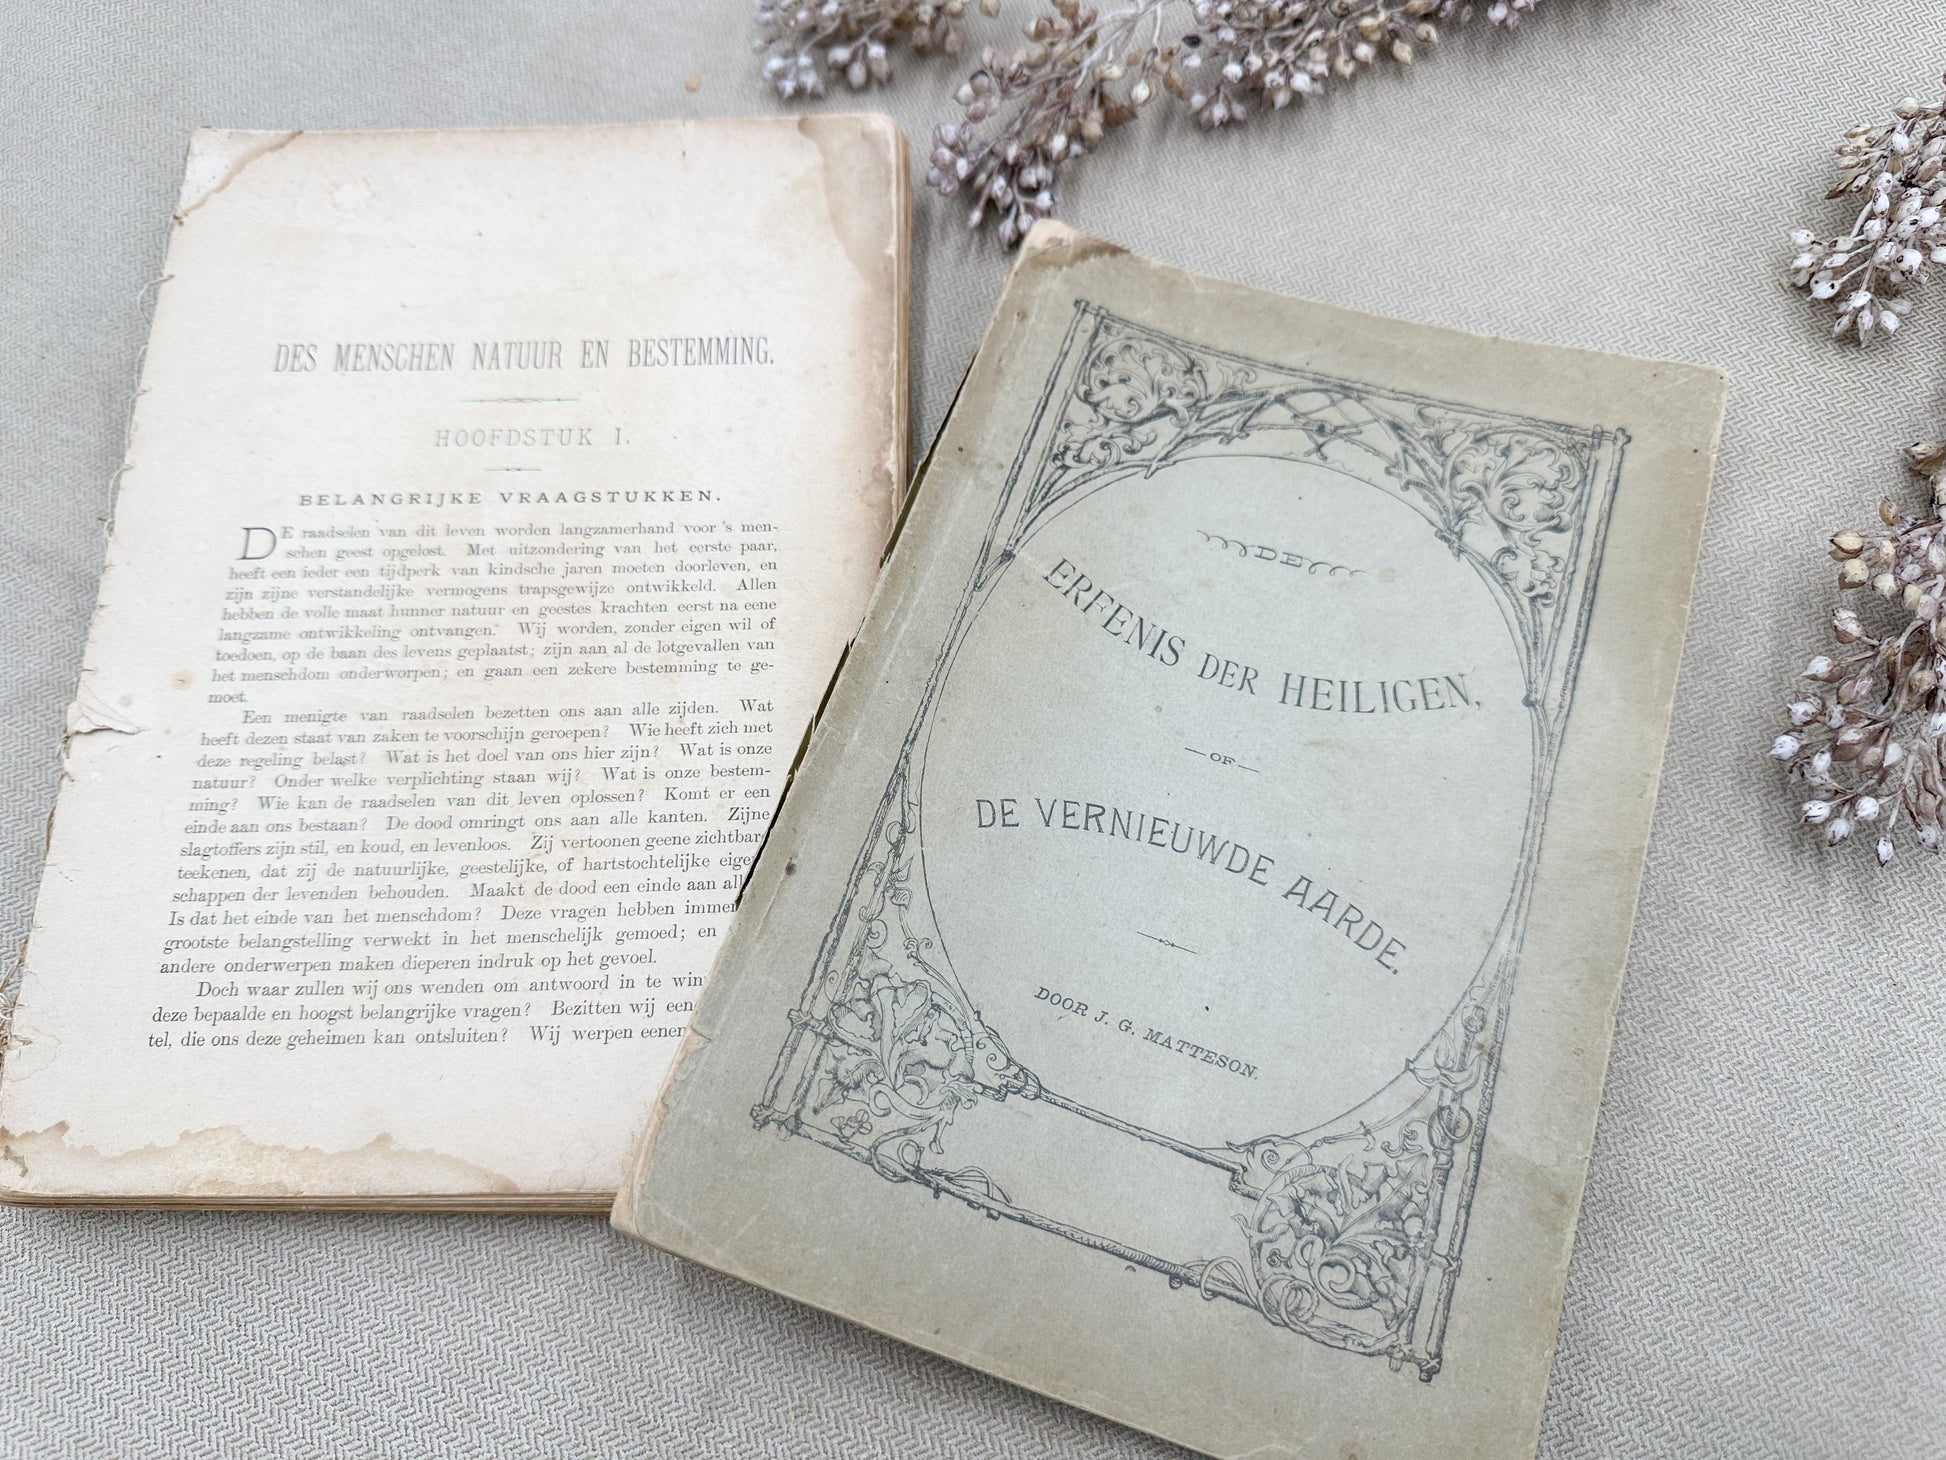 DES MENSCHEN NATUUR EN BESTEMMING.
HOOFDSTUK I.
BELANGRIJKE VRAAGSTUKKEN.
DE raadselen van dit leven worden langzamerhand voor 's men-
schen geest opgelost. Met uitzondering van het eerste paar,
heeft een ieder een tijdperk van kindsche jaren moeten doorleven, en
zijn zijne verstandelijke vermogens trapsgewijze ontwikkeld. Allen
hebben de volle maat hunner natuur en geestes krachten eerst na eene
langzame ontwikkeling ontvangen. Wij worden, zonder eigen wil of
toedoen, op de baan des levens geplaatst; zijn aan al de lotgevallen van
het menschdom onderworpen; en gaan een zekere bestemming te ge-
moet.
Een menigte van raadselen bezetten ons aan alle zijden. Wat
heeft dezen staat van zaken te voorschijn geroepen? Wie heeft zich met
deze regeling belast? Wat is het doel van ons hier zijn? Wat is onze
natuur? Onder welke verplichting staan wij? Wat is onze bestem-
ming? Wie kan de raadselen van dit leven oplossen? Komt er een
einde aan ons bestaan? De dood omringt ons aan alle kanten. Zijne
slagtoffers zijn stil, en koud, en levenloos. Zij vertoonen geene zichtbar
teekenen, dat zij de natuurlijke, geestelijke, of hartstochtelijke eige
schappen der levenden behouden. Maakt de dood een einde aan al
Is dat het einde van het menschdom? Deze vragen hebben imme
grootste belangstelling verwekt in het menschelijk gemoed; en
andere onderwerpen maken dieperen indruk op het gevoel.
Doch waar zullen wij ons wenden om antwoord in te win
deze bepaalde en hoogst belangrijke vragen? Bezitten wij een
tel, die ons deze geheimen kan ontsluiten? Wij werpen eenen
DE
ERFENIS DER HEILIGEN,
—OF—
DE VERNIEUWDE AARDE.
DOOR J. G. MATTESON.